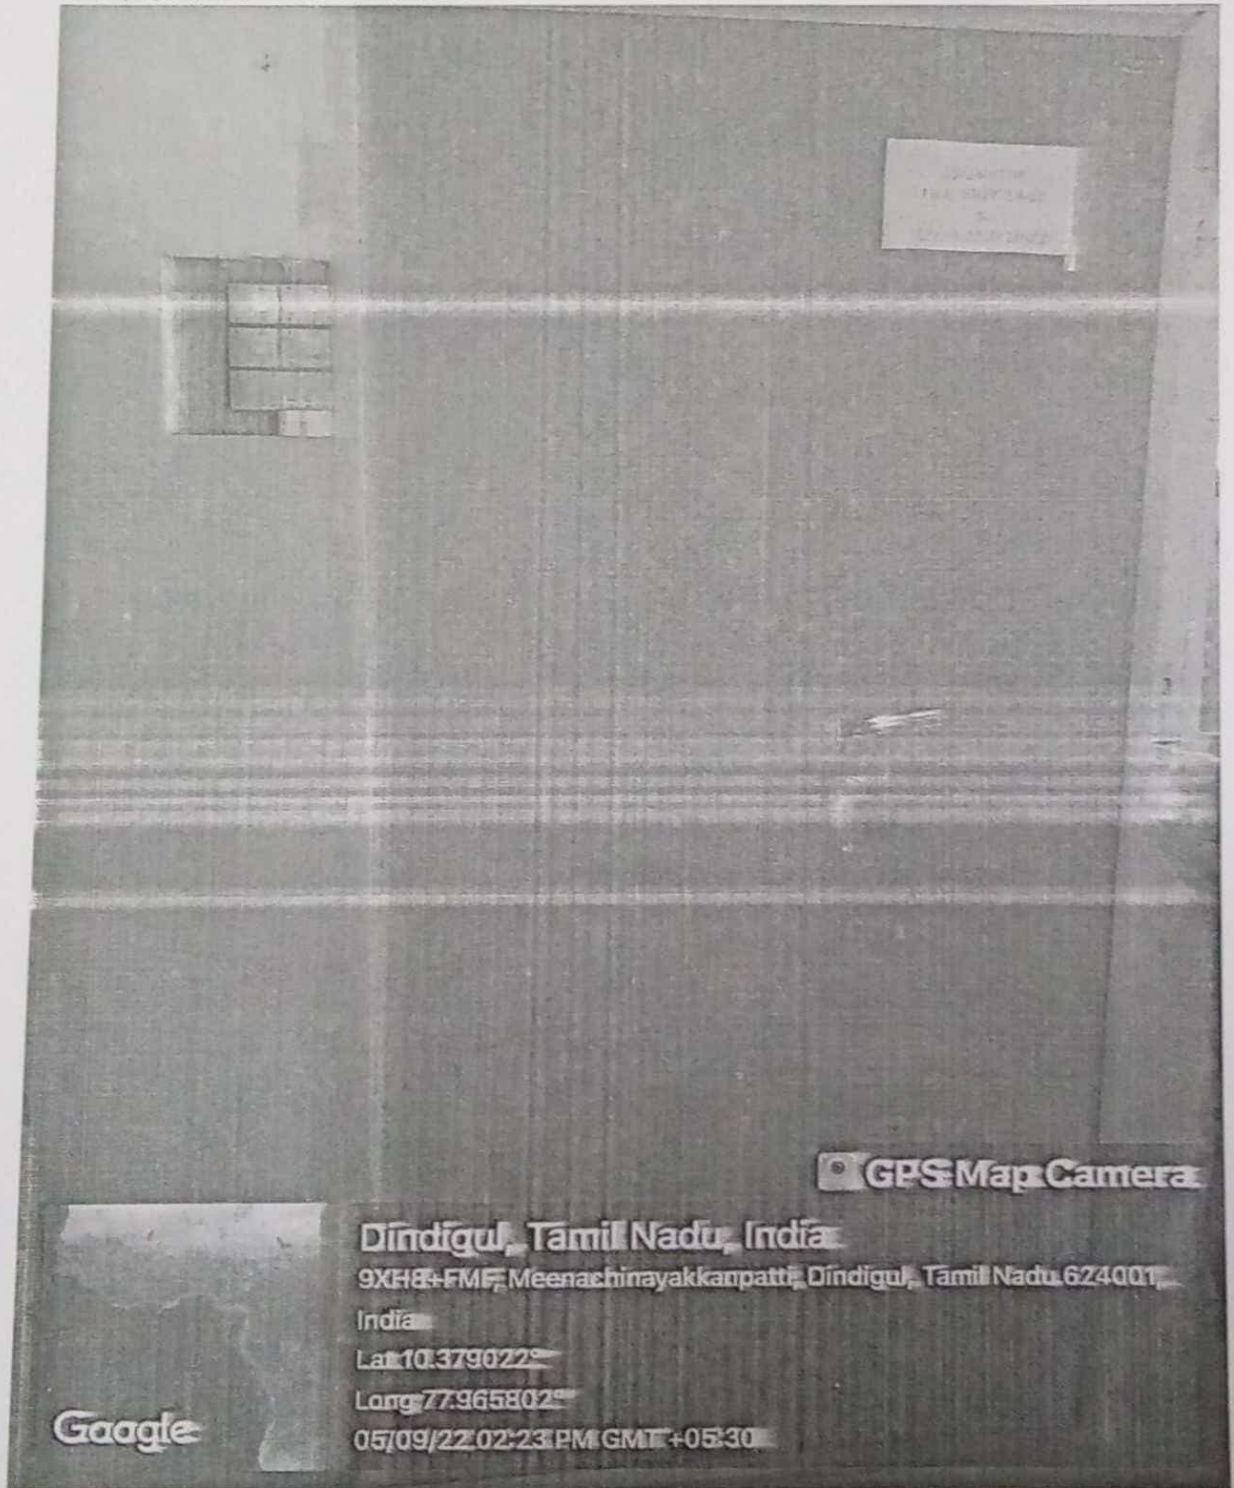 GPS Map Camera
Dindigul, Tamil Nadu, India
9XH8+FMF, Meenachinayakkanpatti, Dindigul, Tamil Nadu 624001,
India
Lat 10.379022°
Long 77.965802°
05/09/22 02:23 PM GMT +05:30
Google